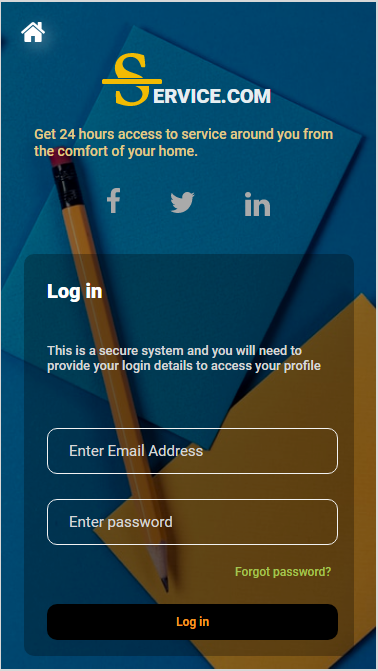 SERVICE.COM
Get 24 hours access to service around you from
the comfort of your home.
f in
Log in
This is a secure system and you will need to
provide your login details to access your profile
Enter Email Address
Enter password
Forgot password?
Log in